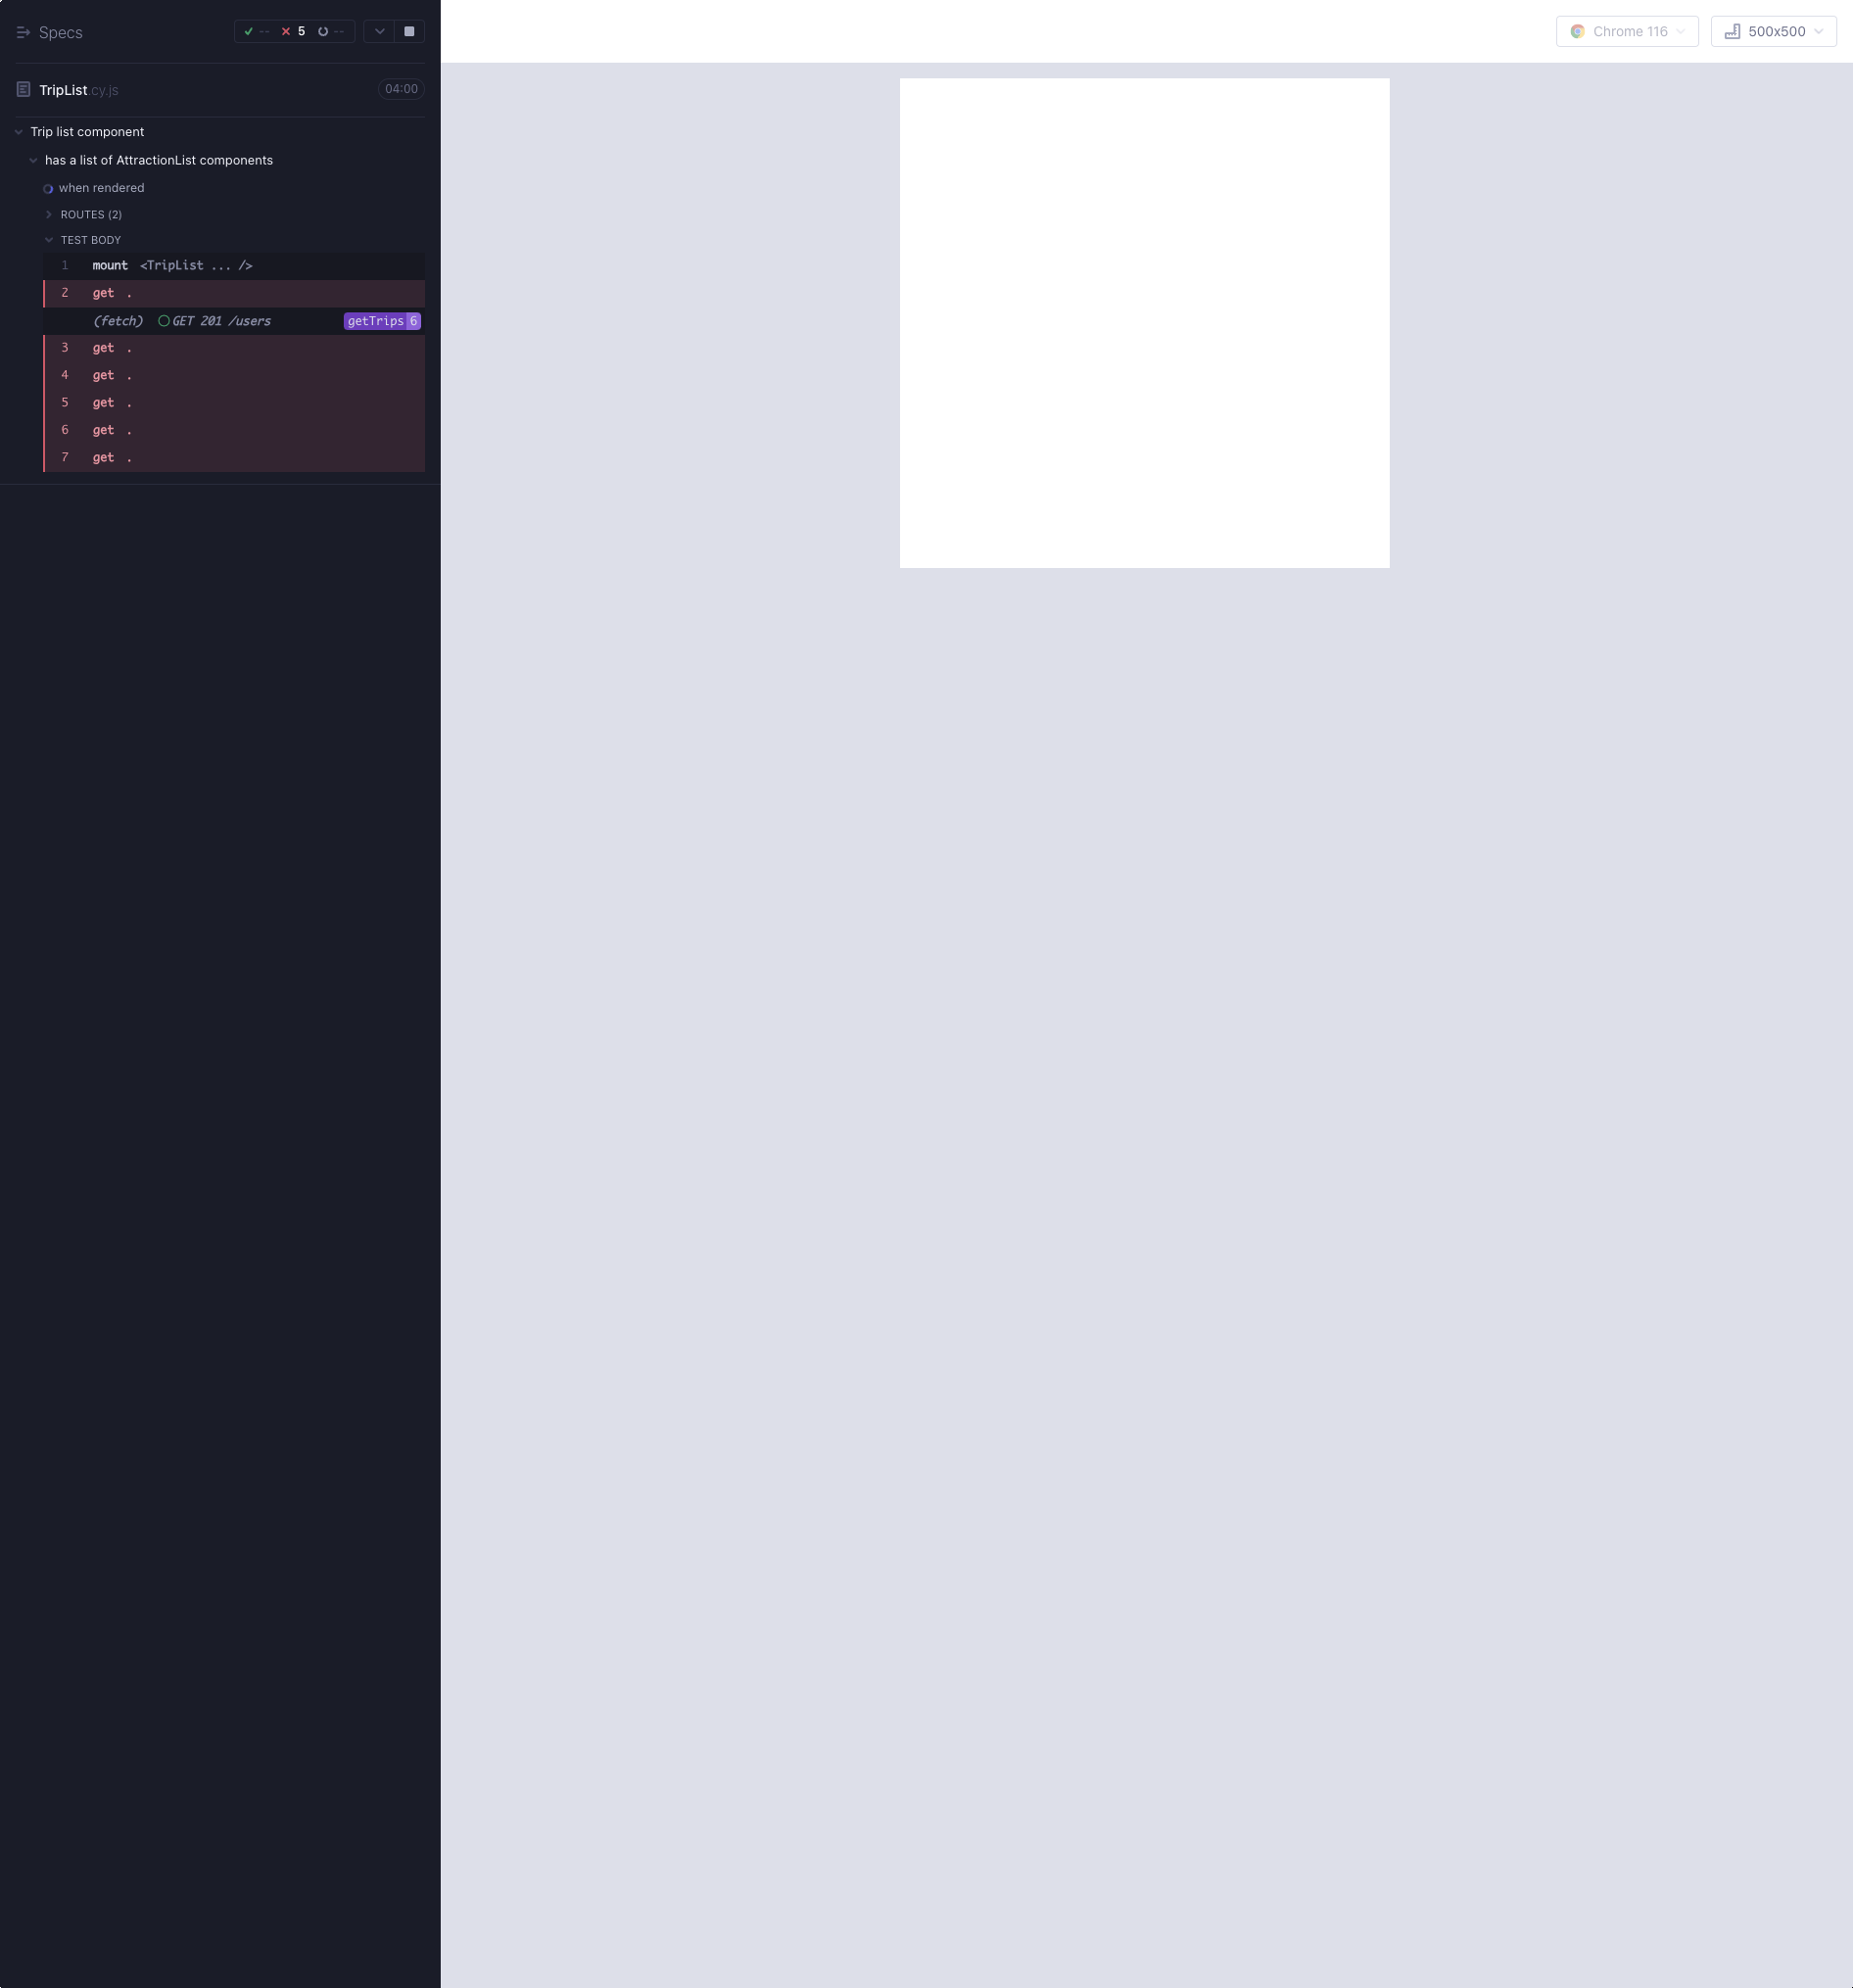 Specs -- 5 --
TripList.cy.js 04:00
Trip list component
has a list of AttractionList components
when rendered
ROUTES (2)
TEST BODY
1 mount <TripList ... />
2 get .
(fetch) GET 201 /users getTrips 6
3 get .
4 get .
5 get .
6 get .
7 get .
Chrome 116 500x500